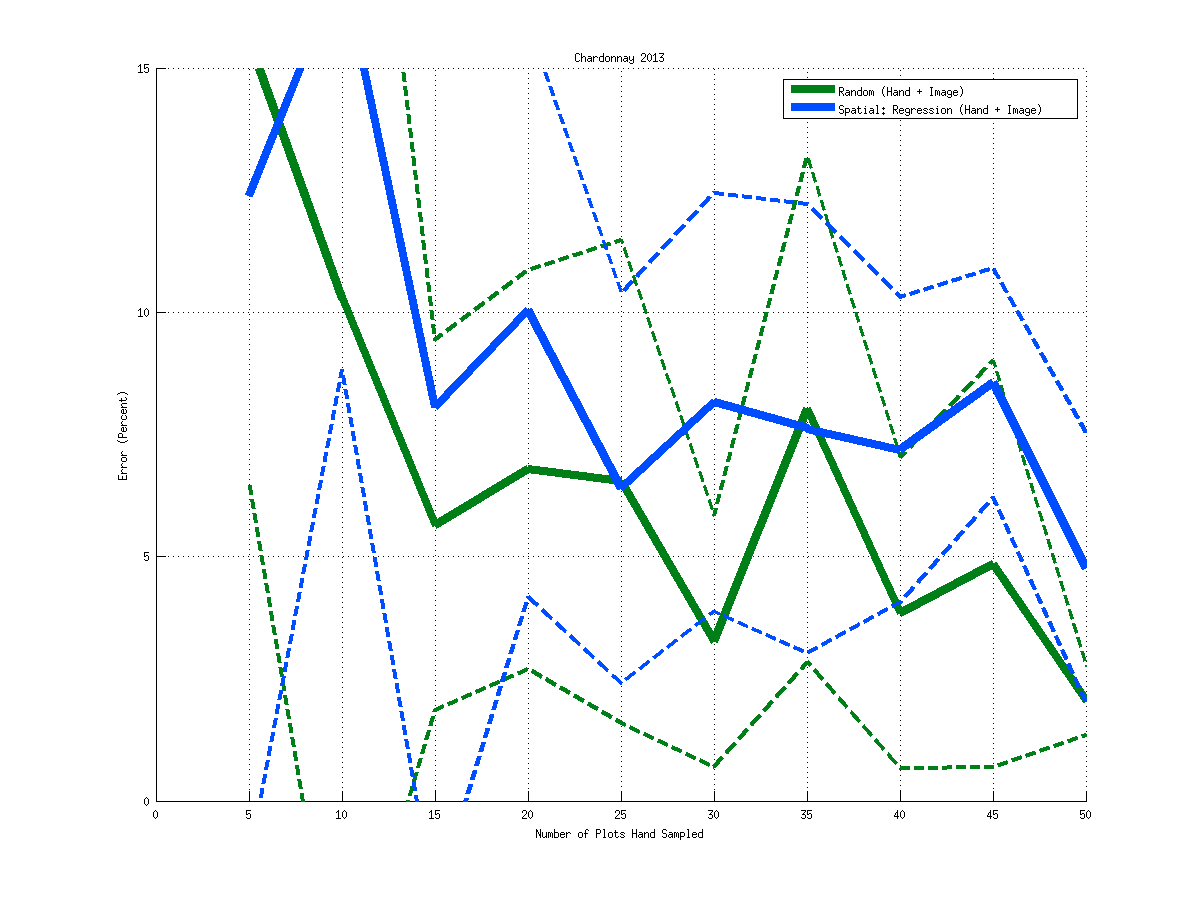 Chardonnay 2013
Random (Hand + Image)
Spatial: Regression (Hand + Image)
15
10
5
0
Error (Percent)
0 5 10 15 20 25 30 35 40 45 50
Number of Plots Hand Sampled